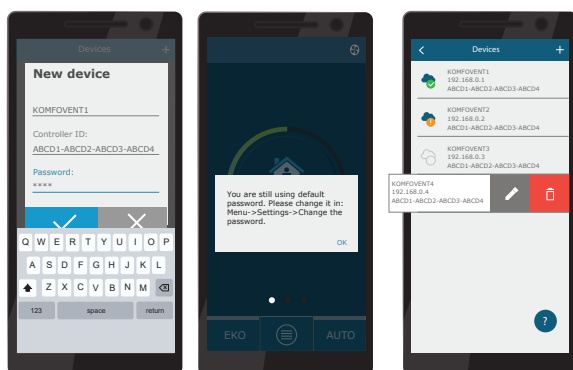 Devices
+
New device
KOMFOVENT1
Controller ID:
ABCD1-ABCD2-ABCD3-ABCD4
Password:
****
Q W E R T Y U I O P
A S D F G H J K L
Z X C V B N M
123 space return
You are still using default
password. Please change it in:
Menu->Settings->Change the
password.
OK
EKO AUTO
< Devices +
KOMFOVENT1
192.168.0.1
ABCD1-ABCD2-ABCD3-ABCD4
KOMFOVENT2
192.168.0.2
ABCD1-ABCD2-ABCD3-ABCD4
KOMFOVENT3
192.168.0.3
ABCD1-ABCD2-ABCD3-ABCD4
KOMFOVENT4
192.168.0.4
ABCD1-ABCD2-ABCD3-ABCD4
?